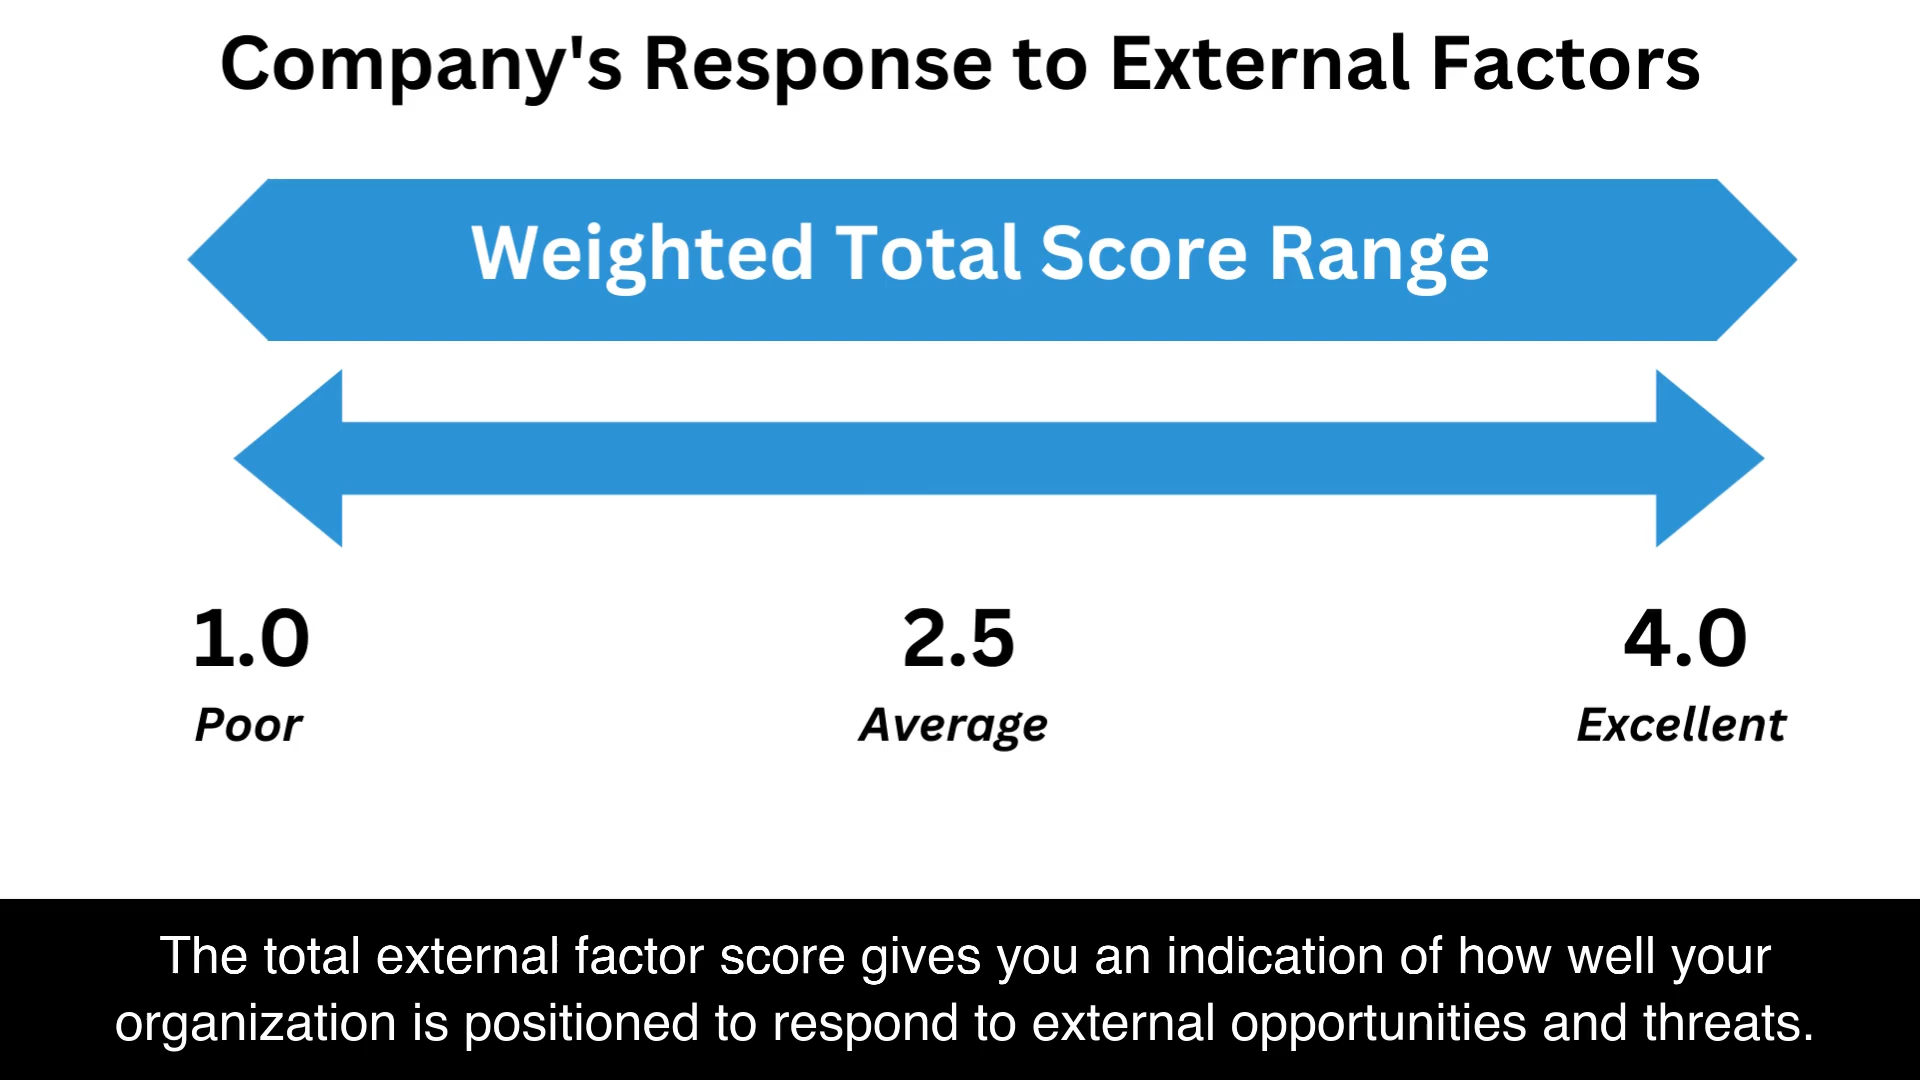 Company's Response to External Factors
Weighted Total Score Range
1.0 2.5 4.0
Poor Average Excellent
The total external factor score gives you an indication of how well your
organization is positioned to respond to external opportunities and threats.